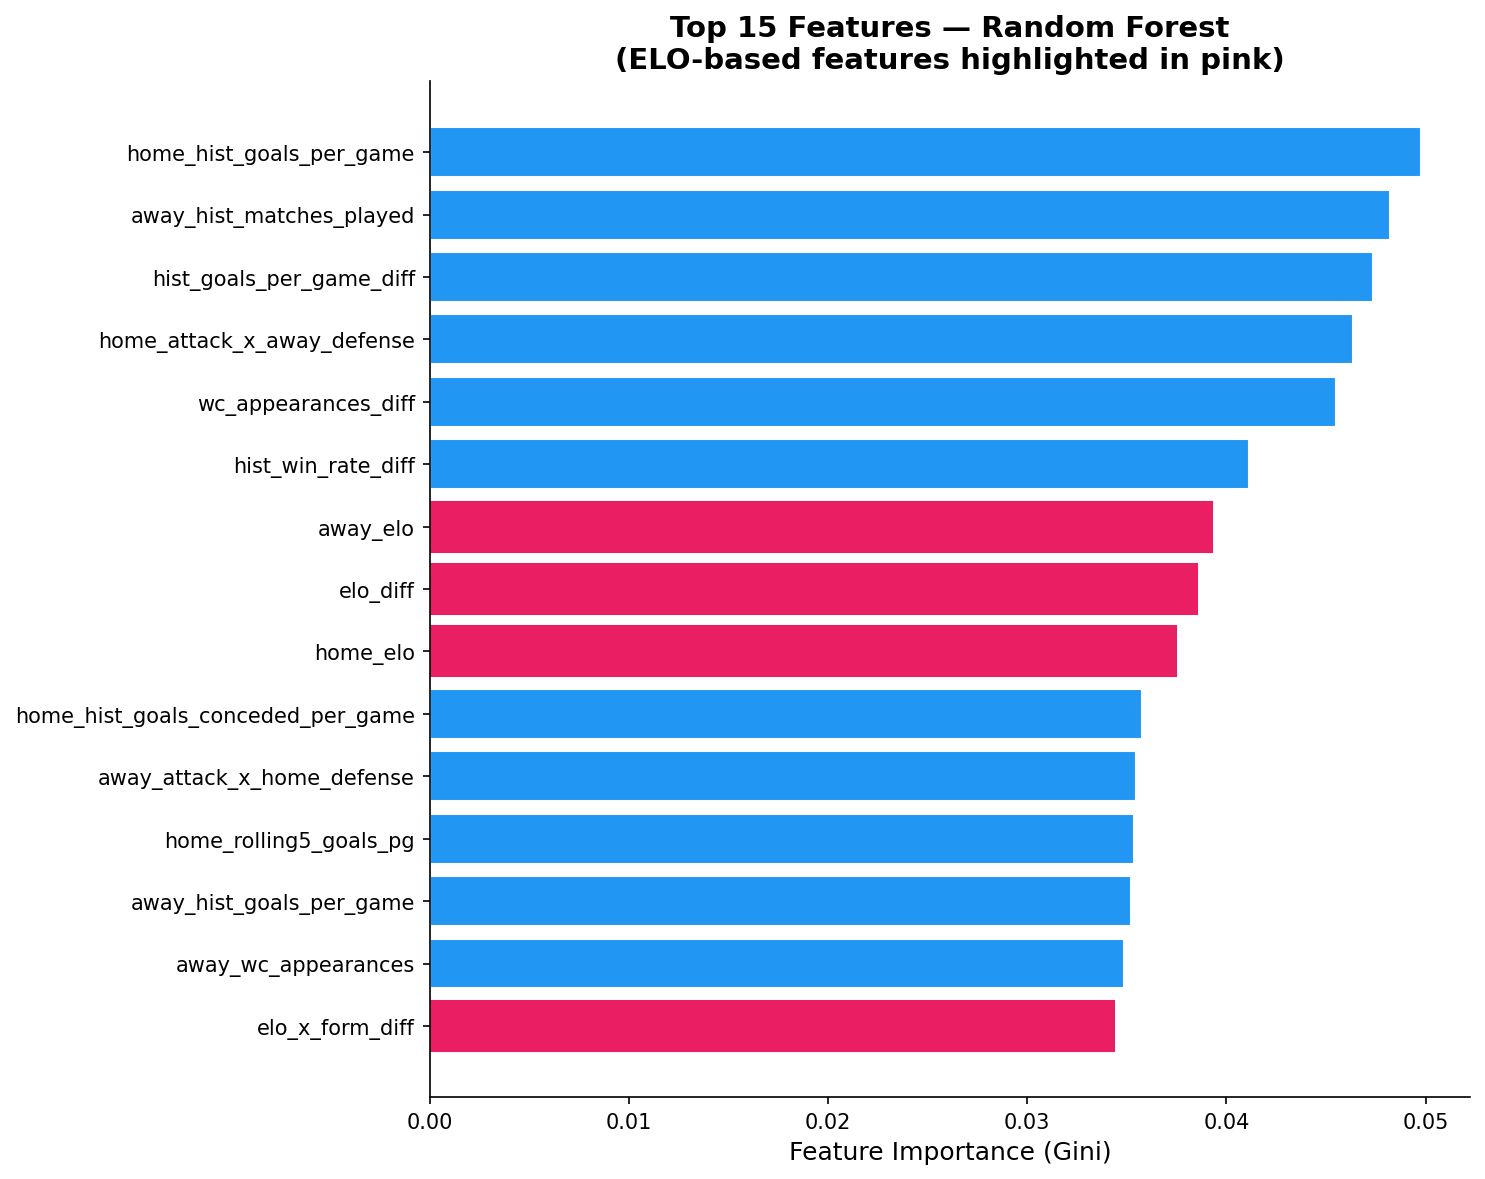 Top 15 Features — Random Forest
(ELO-based features highlighted in pink)
home_hist_goals_per_game
away_hist_matches_played
hist_goals_per_game_diff
home_attack_x_away_defense
wc_appearances_diff
hist_win_rate_diff
away_elo
elo_diff
home_elo
home_hist_goals_conceded_per_game
away_attack_x_home_defense
home_rolling5_goals_pg
away_hist_goals_per_game
away_wc_appearances
elo_x_form_diff
0.00 0.01 0.02 0.03 0.04 0.05
Feature Importance (Gini)